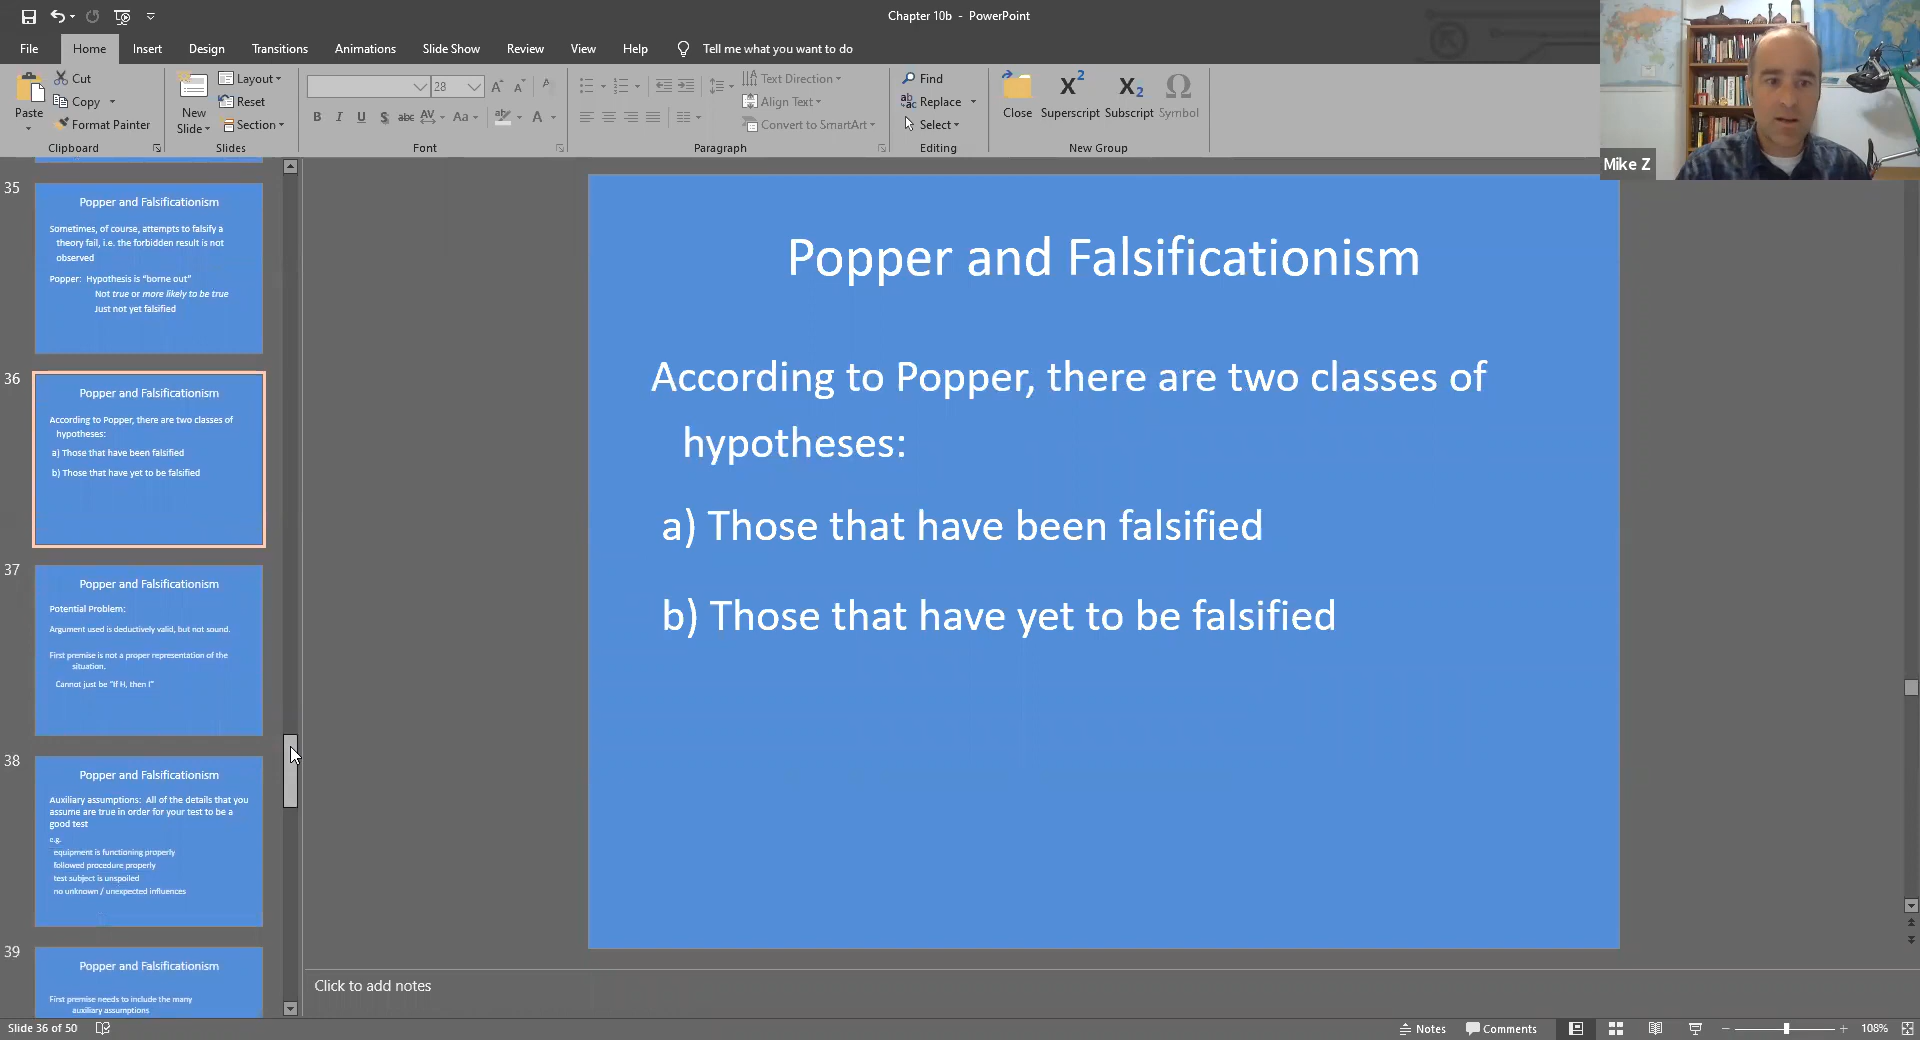 Chapter 10b - PowerPoint
File Home Insert Design Transitions Animations Slide Show Review View Help Tell me what you want to do
Paste
Cut
Copy
Format Painter
Clipboard
New
Slide
Layout
Reset
Section
Slides
28
B I U S abc AV Aa A
Font
Text Direction
Align Text
Convert to SmartArt
Paragraph
Find
Replace
Select
Editing
Close
X2
Superscript
X2
Subscript
Ω
Symbol
New Group
Mike Z
35
Popper and Falsificationism
Sometimes, of course, attempts to falsify a
theory fail, i.e. the forbidden result is not
observed
Popper: Hypothesis is “borne out”
Not true or more likely to be true
Just not yet falsified
36
Popper and Falsificationism
According to Popper, there are two classes of
hypotheses:
a) Those that have been falsified
b) Those that have yet to be falsified
37
Popper and Falsificationism
Potential Problem:
Argument used is deductively valid, but not sound.
First premise is not a proper representation of the
situation.
Cannot just be “If H, then I”
38
Popper and Falsificationism
Auxiliary assumptions: All of the details that you
assume are true in order for your test to be a
good test
e.g.
equipment is functioning properly
followed procedure properly
test subject is unspoiled
no unknown / unexpected influences
39
Popper and Falsificationism
First premise needs to include the many
auxiliary assumptions
Popper and Falsificationism
According to Popper, there are two classes of
hypotheses:
a) Those that have been falsified
b) Those that have yet to be falsified
Click to add notes
Slide 36 of 50
Notes Comments 108%